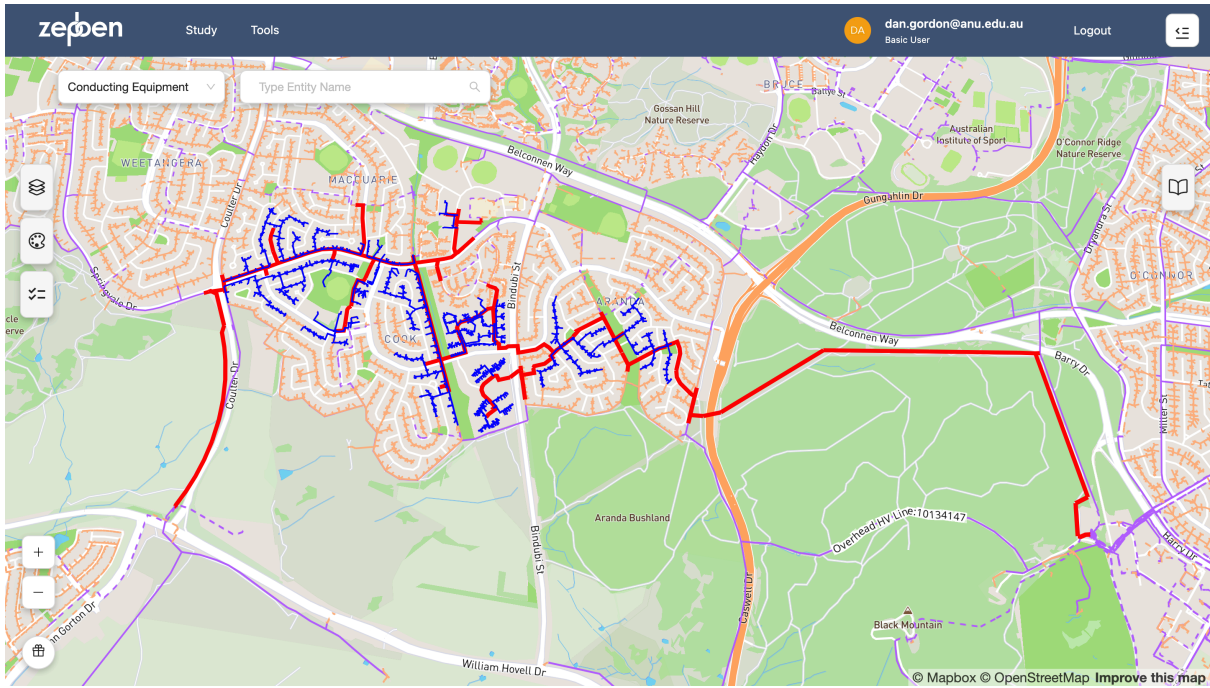 zepben
Study
Tools
DA
dan.gordon@anu.edu.au
Basic User
Logout
Conducting Equipment
Type Entity Name
BRUCE
Battye St
Gossan Hill
Nature Reserve
Haydon Dr
Australian
Institute of Sport
O'Connor Ridge
Nature Reserve
Belconnen Way
WEETANGERA
MACQUARIE
Coulter Dr
Gungahlin Dr
Dryandra St
O'CONNOR
Springvale Dr
Bindubi St
ARANDA
COOK
Belconnen Way
Barry Dr
Coulter Dr
Miller St
Aranda Bushland
Overhead HV Line:10134147
Bindubi St
Barry Dr
Caswell Dr
Black Mountain
n Gorton Dr
William Hovell Dr
© Mapbox © OpenStreetMap Improve this map